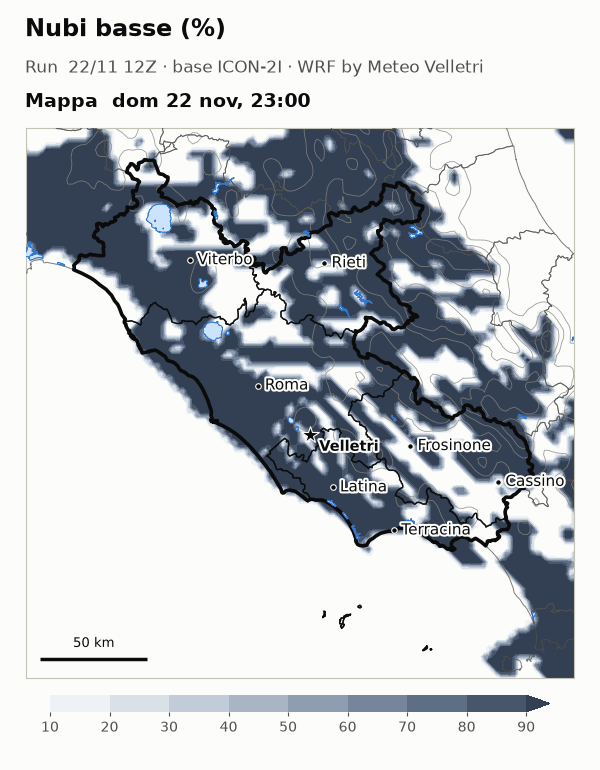 Nubi basse (%)
Run 22/11 12Z · base ICON-2I · WRF by Meteo Velletri
Mappa dom 22 nov, 23:00
Viterbo
Rieti
Roma
Velletri
Frosinone
Cassino
Latina
Terracina
50 km
10 20 30 40 50 60 70 80 90